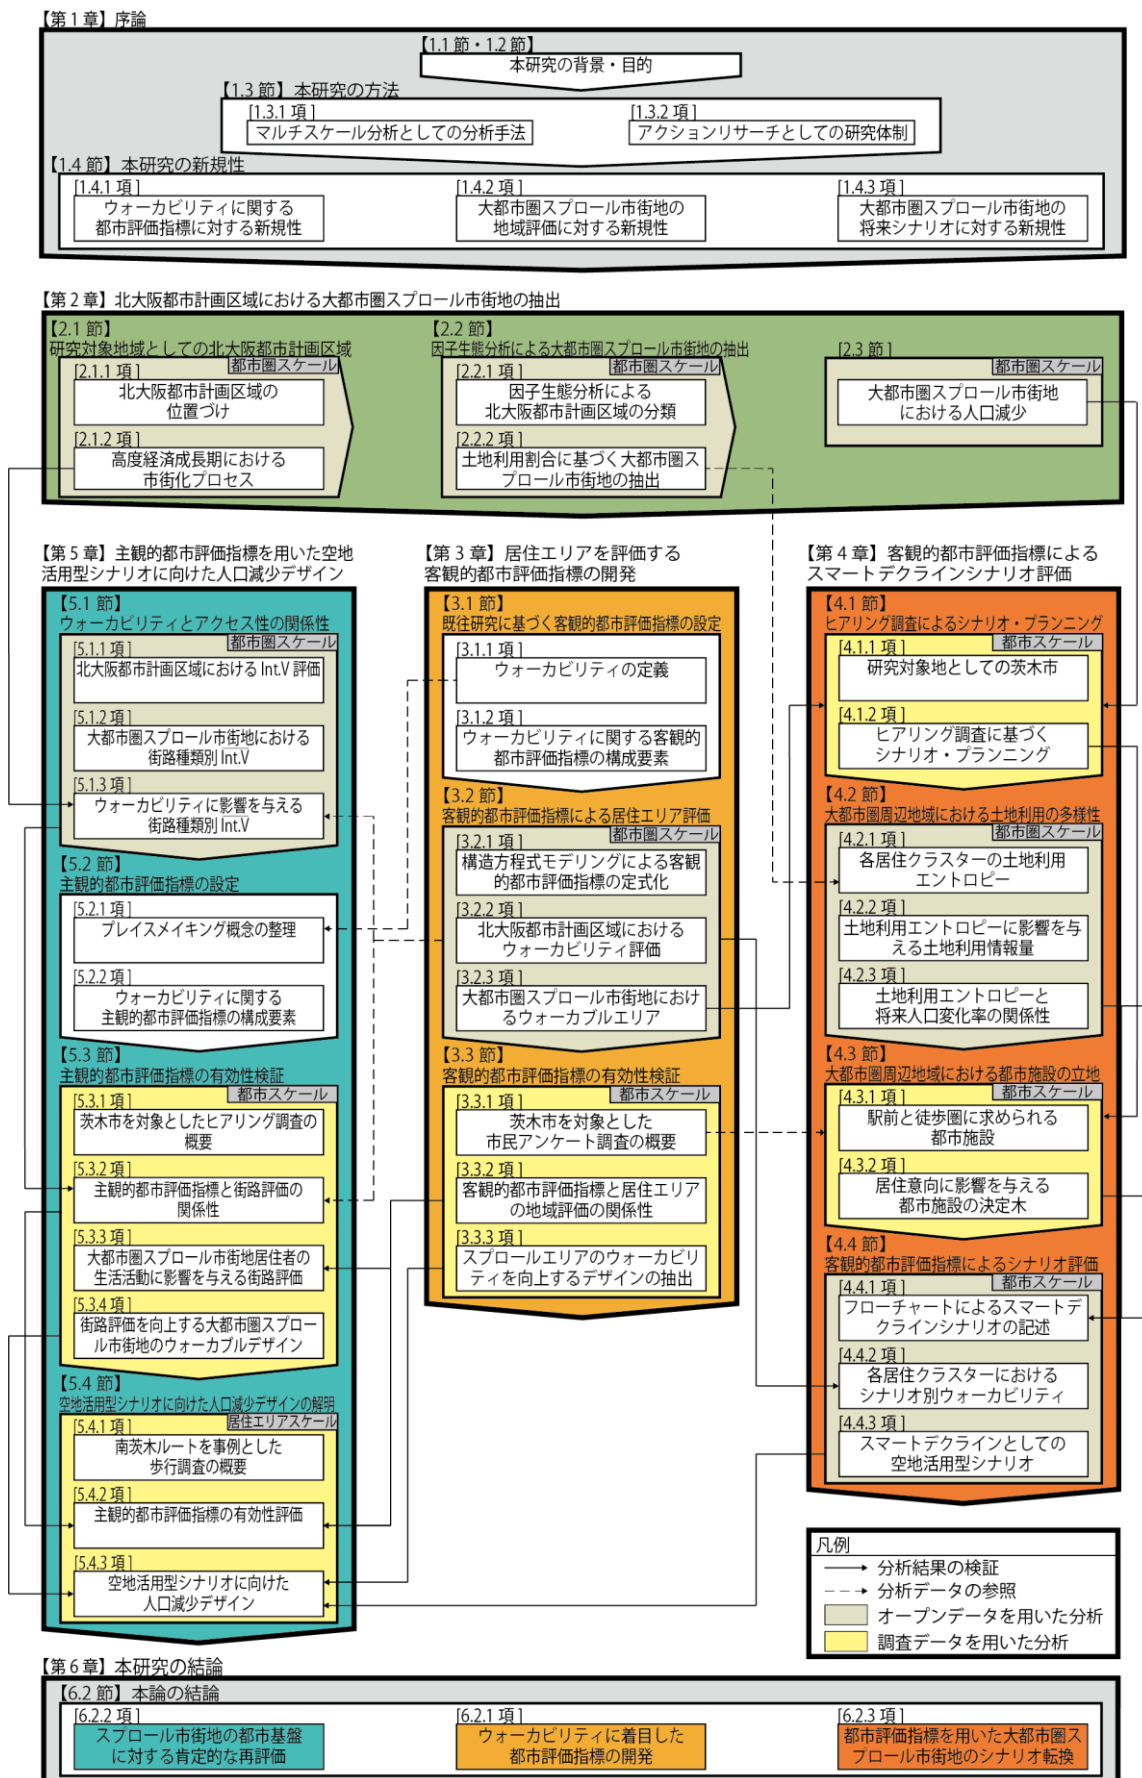 【第1章】序論
【1.1 節・1.2 節】
本研究の背景・目的
【1.3 節】本研究の方法
[1.3.1 項]
マルチスケール分析としての分析手法
[1.3.2 項]
アクションリサーチとしての研究体制
【1.4 節】本研究の新規性
[1.4.1 項]
ウォーカビリティに関する
都市評価指標に対する新規性
[1.4.2 項]
大都市圏スプロール市街地の
地域評価に対する新規性
[1.4.3 項]
大都市圏スプロール市街地の
将来シナリオに対する新規性
【第2章】北大阪都市計画区域における大都市圏スプロール市街地の抽出
【2.1 節】
研究対象地域としての北大阪都市計画区域
都市圏スケール
[2.1.1 項]
北大阪都市計画区域の
位置づけ
[2.1.2 項]
高度経済成長期における
市街化プロセス
【2.2 節】
因子生態分析による大都市圏スプロール市街地の抽出
都市圏スケール
[2.2.1 項]
因子生態分析による
北大阪都市計画区域の分類
[2.2.2 項]
土地利用割合に基づく大都市圏ス
プロール市街地の抽出
[2.3 節]
都市圏スケール
大都市圏スプロール市街地
における人口減少
【第5章】主観的都市評価指標を用いた空地
活用型シナリオに向けた人口減少デザイン
【5.1 節】
ウォーカビリティとアクセス性の関係性
都市圏スケール
[5.1.1 項]
北大阪都市計画区域における Int.V 評価
[5.1.2 項]
大都市圏スプロール市街地における
街路種類別 Int.V
[5.1.3 項]
ウォーカビリティに影響を与える
街路種類別 Int.V
【5.2 節】
主観的都市評価指標の設定
[5.2.1 項]
プレイスメイキング概念の整理
[5.2.2 項]
ウォーカビリティに関する
主観的都市評価指標の構成要素
【5.3 節】
主観的都市評価指標の有効性検証
都市スケール
[5.3.1 項]
茨木市を対象としたヒアリング調査の
概要
[5.3.2 項]
主観的都市評価指標と街路評価の
関係性
[5.3.3 項]
大都市圏スプロール市街地居住者の
生活活動に影響を与える街路評価
[5.3.4 項]
街路評価を向上する大都市圏スプロー
ル市街地のウォーカブルデザイン
【5.4 節】
空地活用型シナリオに向けた人口減少デザインの解明
居住エリアスケール
[5.4.1 項]
南茨木ルートを事例とした
歩行調査の概要
[5.4.2 項]
主観的都市評価指標の有効性評価
[5.4.3 項]
空地活用型シナリオに向けた
人口減少デザイン
【第3章】居住エリアを評価する
客観的都市評価指標の開発
【3.1 節】
既往研究に基づく客観的都市評価指標の設定
[3.1.1 項]
ウォーカビリティの定義
[3.1.2 項]
ウォーカビリティに関する客観的
都市評価指標の構成要素
【3.2 節】
客観的都市評価指標による居住エリア評価
都市圏スケール
[3.2.1 項]
構造方程式モデリングによる客観
的都市評価指標の定式化
[3.2.2 項]
北大阪都市計画区域における
ウォーカビリティ評価
[3.2.3 項]
大都市圏スプロール市街地におけ
るウォーカブルエリア
【3.3 節】
客観的都市評価指標の有効性検証
都市スケール
[3.3.1 項]
茨木市を対象とした
市民アンケート調査の概要
[3.3.2 項]
客観的都市評価指標と居住エリア
の地域評価の関係性
[3.3.3 項]
スプロールエリアのウォーカビリ
ティを向上するデザインの抽出
【第4章】客観的都市評価指標による
スマートデクラインシナリオ評価
【4.1 節】
ヒアリング調査によるシナリオ・プランニング
都市スケール
[4.1.1 項]
研究対象地としての茨木市
[4.1.2 項]
ヒアリング調査に基づく
シナリオ・プランニング
【4.2 節】
大都市圏周辺地域における土地利用の多様性
都市圏スケール
[4.2.1 項]
各居住クラスターの土地利用
エントロピー
[4.2.2 項]
土地利用エントロピーに影響を与
える土地利用情報量
[4.2.3 項]
土地利用エントロピーと
将来人口変化率の関係性
【4.3 節】
大都市圏周辺地域における都市施設の立地
都市スケール
[4.3.1 項]
駅前と徒歩圏に求められる
都市施設
[4.3.2 項]
居住意向に影響を与える
都市施設の決定木
【4.4 節】
客観的都市評価指標によるシナリオ評価
都市スケール
[4.4.1 項]
フローチャートによるスマートデ
クラインシナリオの記述
[4.4.2 項]
各居住クラスターにおける
シナリオ別ウォーカビリティ
[4.4.3 項]
スマートデクラインとしての
空地活用型シナリオ
凡例
分析結果の検証
分析データの参照
オープンデータを用いた分析
調査データを用いた分析
【第6章】本研究の結論
【6.2 節】本論の結論
[6.2.2 項]
スプロール市街地の都市基盤
に対する肯定的な再評価
[6.2.1 項]
ウォーカビリティに着目した
都市評価指標の開発
[6.2.3 項]
都市評価指標を用いた大都市圏ス
プロール市街地のシナリオ転換